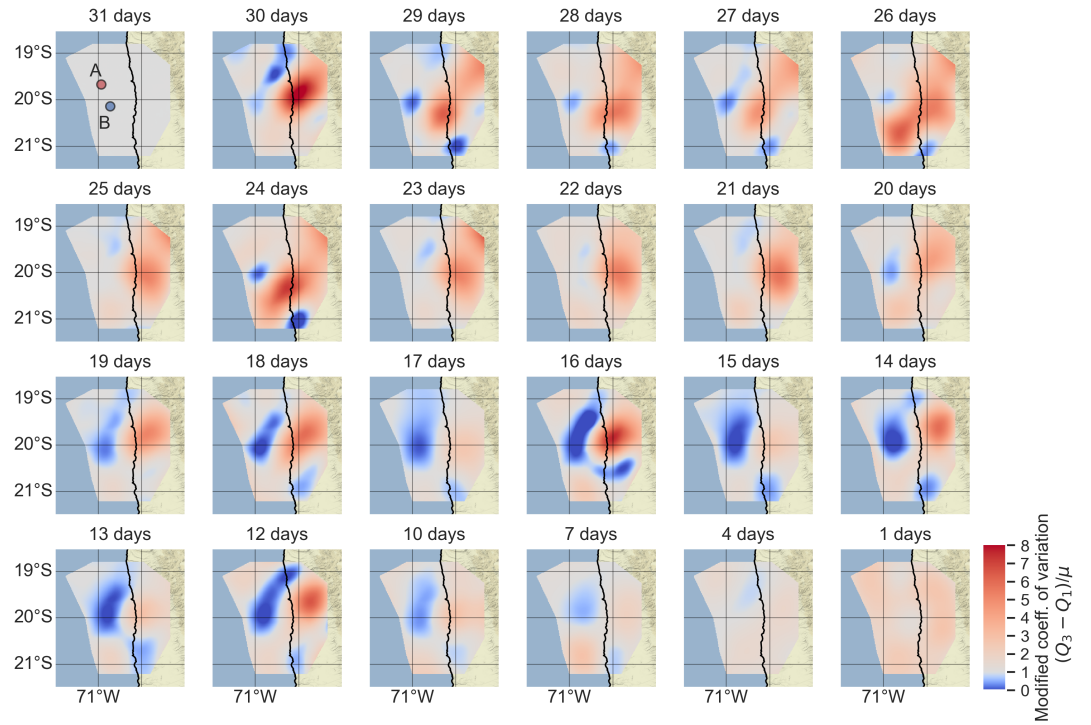 31 days 30 days 29 days 28 days 27 days 26 days
19°S
A
20°S
B
21°S
25 days 24 days 23 days 22 days 21 days 20 days
19°S
20°S
21°S
19 days 18 days 17 days 16 days 15 days 14 days
19°S
20°S
21°S
13 days 12 days 10 days 7 days 4 days 1 days
19°S
20°S
21°S
71°W 71°W 71°W 71°W 71°W 71°W
8
7
6
5
4
3
2
1
0
Modified coeff. of variation
(Q₃ − Q₁)/μ